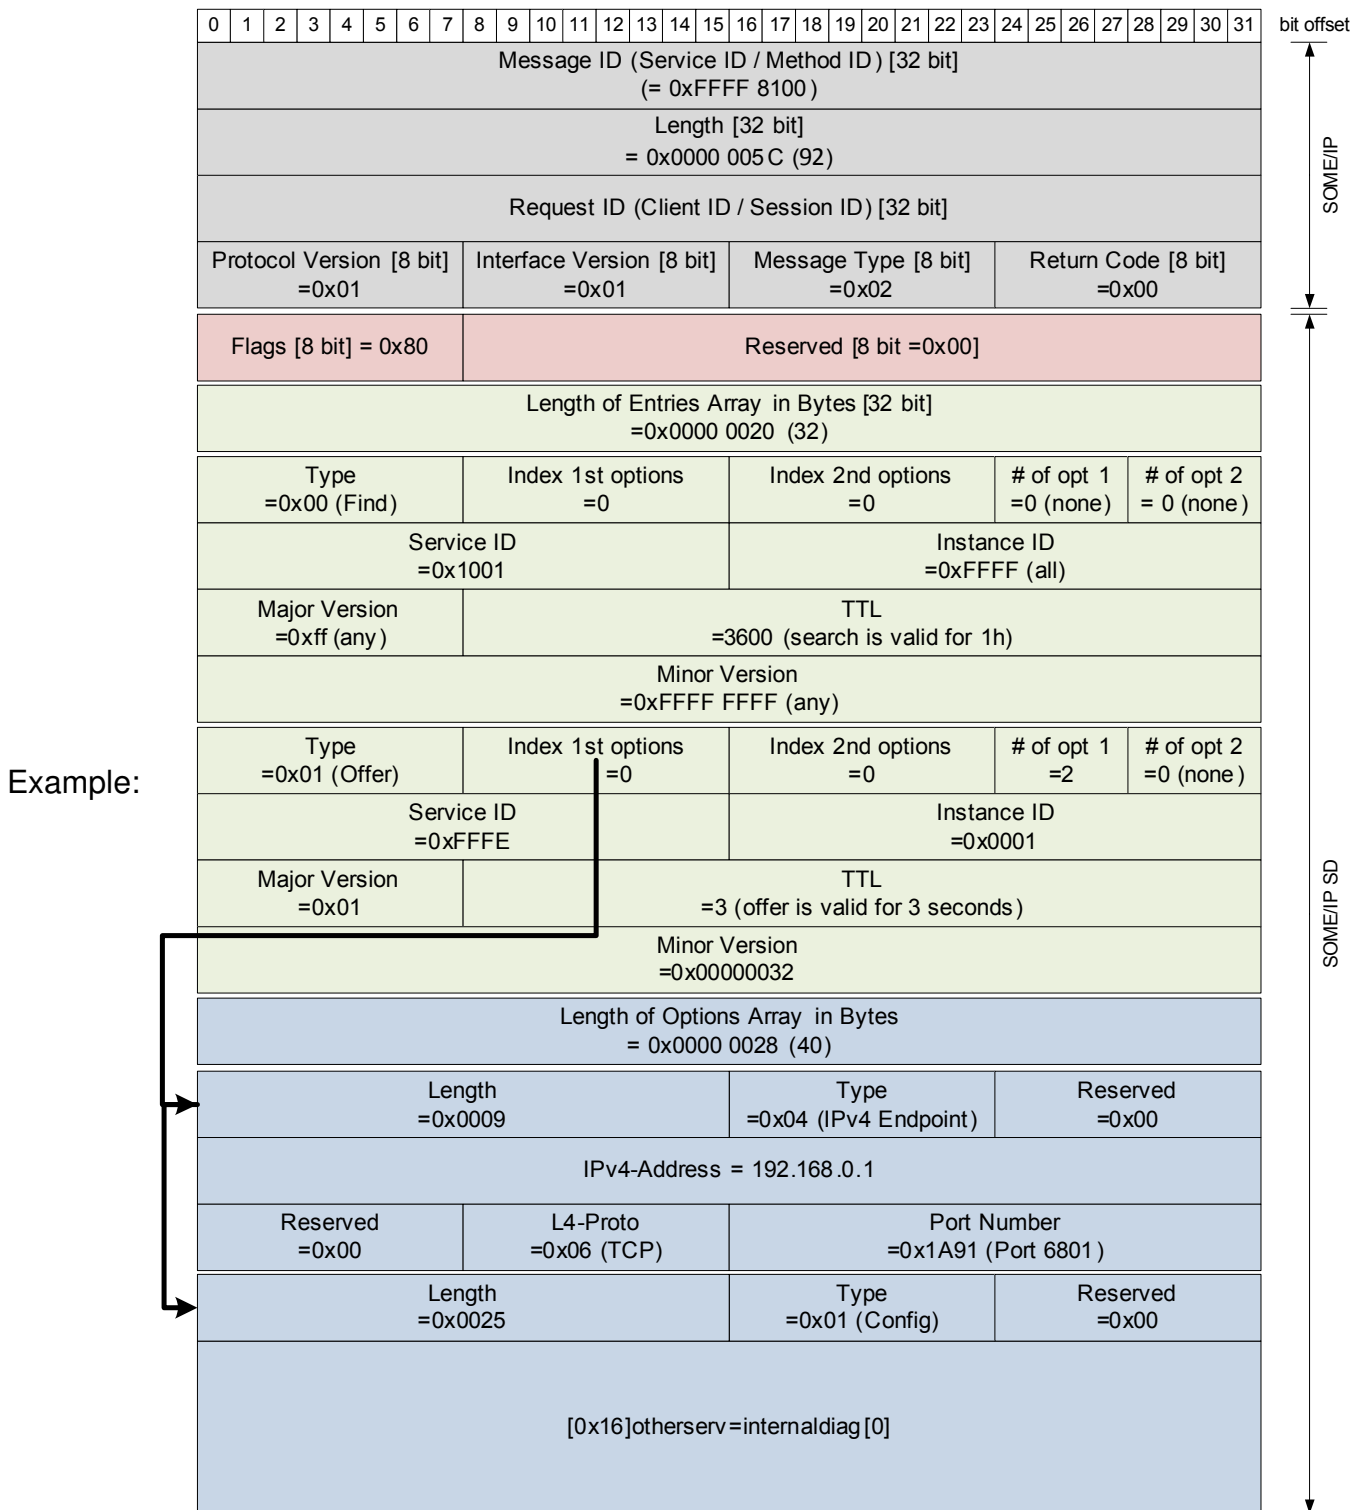 0 1 2 3 4 5 6 7 8 9 10 11 12 13 14 15 16 17 18 19 20 21 22 23 24 25 26 27 28 29 30 31 bit offset
Message ID (Service ID / Method ID) [32 bit]
(= 0xFFFF 8100)
Length [32 bit]
= 0x0000 005C (92)
Request ID (Client ID / Session ID) [32 bit]
Protocol Version [8 bit] Interface Version [8 bit] Message Type [8 bit] Return Code [8 bit]
=0x01 =0x01 =0x02 =0x00
SOME/IP
Flags [8 bit] = 0x80 Reserved [8 bit =0x00]
Length of Entries Array in Bytes [32 bit]
=0x0000 0020 (32)
Type Index 1st options Index 2nd options # of opt 1 # of opt 2
=0x00 (Find) =0 =0 =0 (none) = 0 (none)
Service ID Instance ID
=0x1001 =0xFFFF (all)
Major Version TTL
=0xff (any) =3600 (search is valid for 1h)
Minor Version
=0xFFFF FFFF (any)
Example:
Type Index 1st options Index 2nd options # of opt 1 # of opt 2
=0x01 (Offer) =0 =0 =2 =0 (none)
Service ID Instance ID
=0xFFFE =0x0001
Major Version TTL
=0x01 =3 (offer is valid for 3 seconds)
Minor Version
=0x00000032
SOME/IP SD
Length of Options Array in Bytes
= 0x0000 0028 (40)
Length Type Reserved
=0x0009 =0x04 (IPv4 Endpoint) =0x00
IPv4-Address = 192.168.0.1
Reserved L4-Proto Port Number
=0x00 =0x06 (TCP) =0x1A91 (Port 6801)
Length Type Reserved
=0x0025 =0x01 (Config) =0x00
[0x16]otherserv=internaldiag[0]